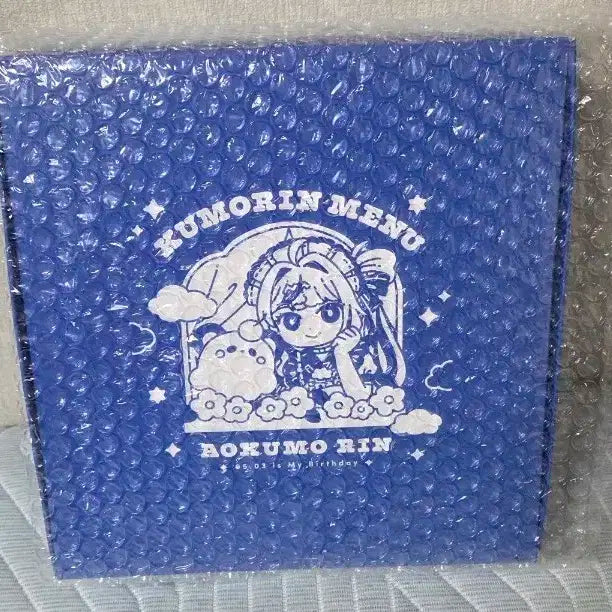 KUMORIN MENU
AOKUMO RIN
05.03 is My Birthday